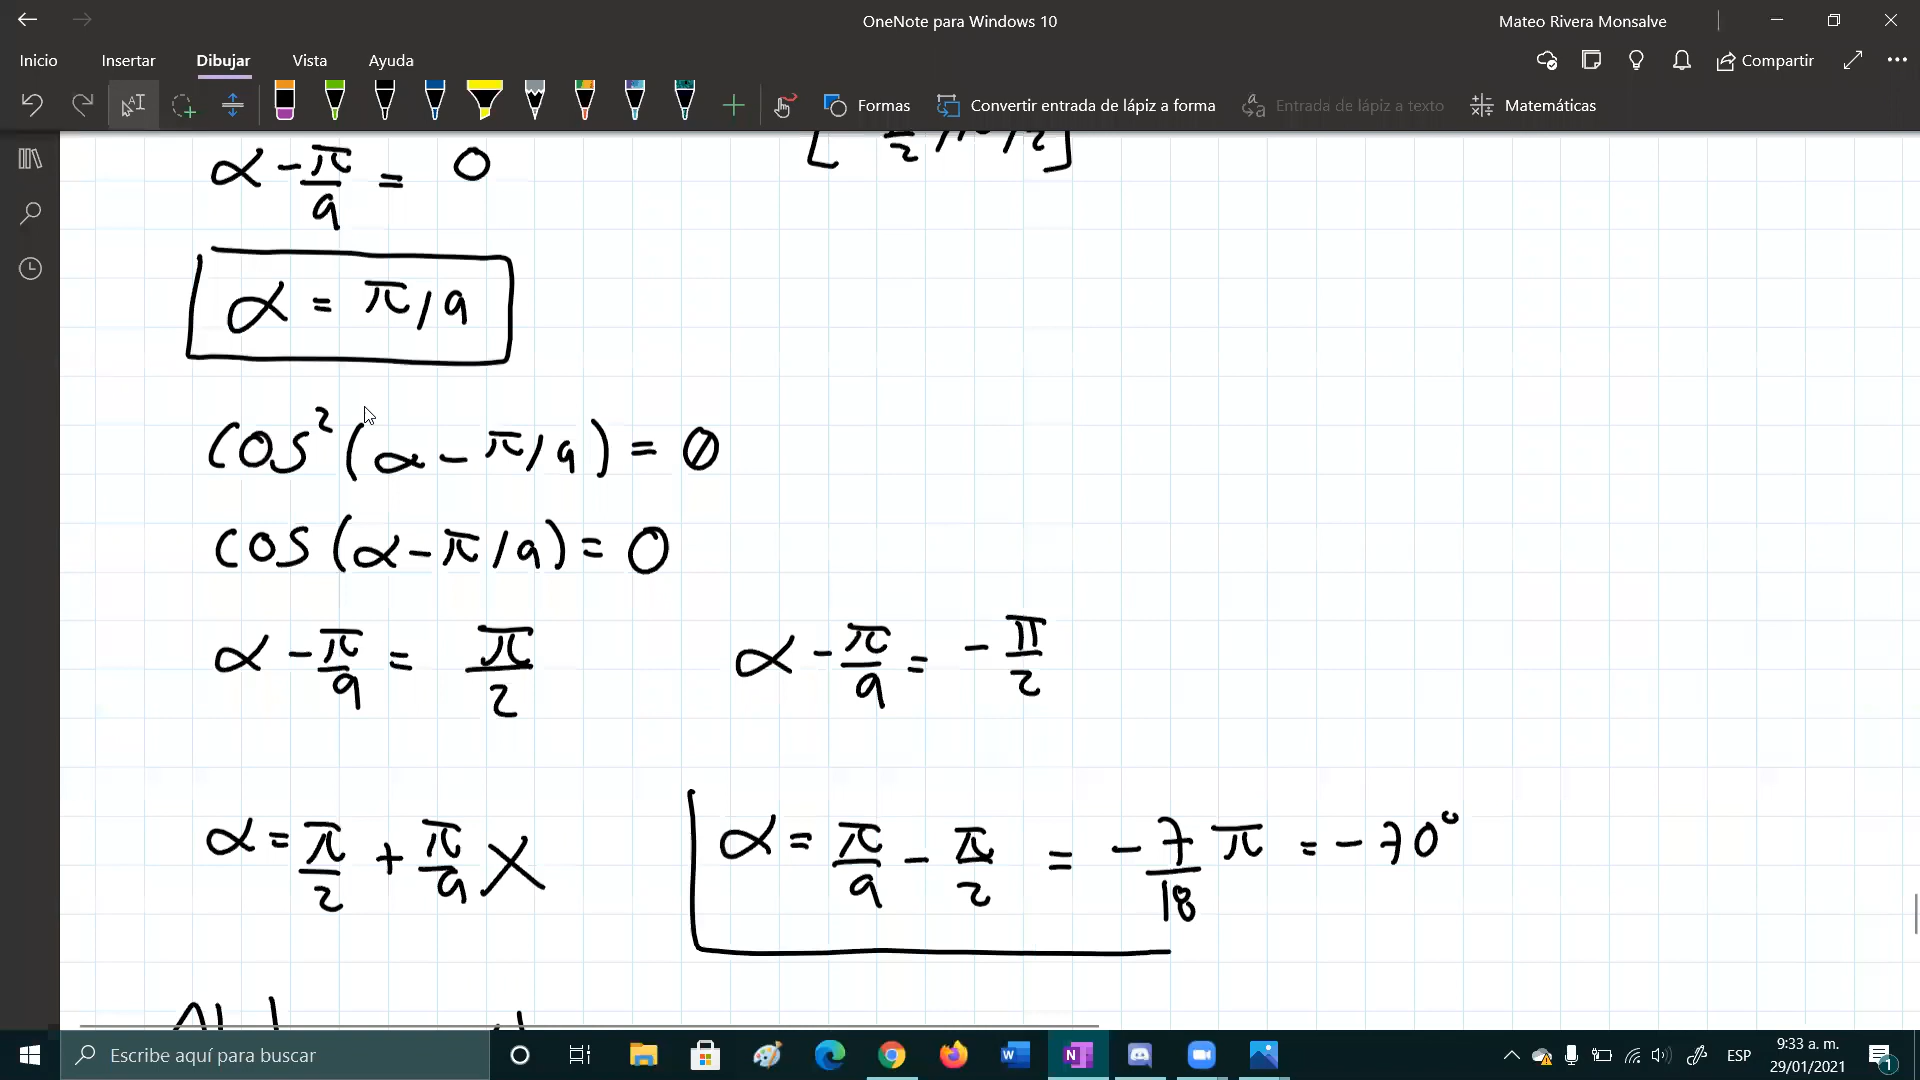 OneNote para Windows 10
Mateo Rivera Monsalve
Inicio Insertar Dibujar Vista Ayuda
Compartir
Formas Convertir entrada de lápiz a forma Entrada de lápiz a texto Matemáticas
α - π/9 = 0
α = π/9
cos²(α - π/9) = 0
cos(α - π/9) = 0
α - π/9 = π/2 α - π/9 = - π/2
α = π/2 + π/9 X α = π/9 - π/2 = - 7/18 π = -70°
Escribe aquí para buscar
ESP
9:33 a. m.
29/01/2021
1